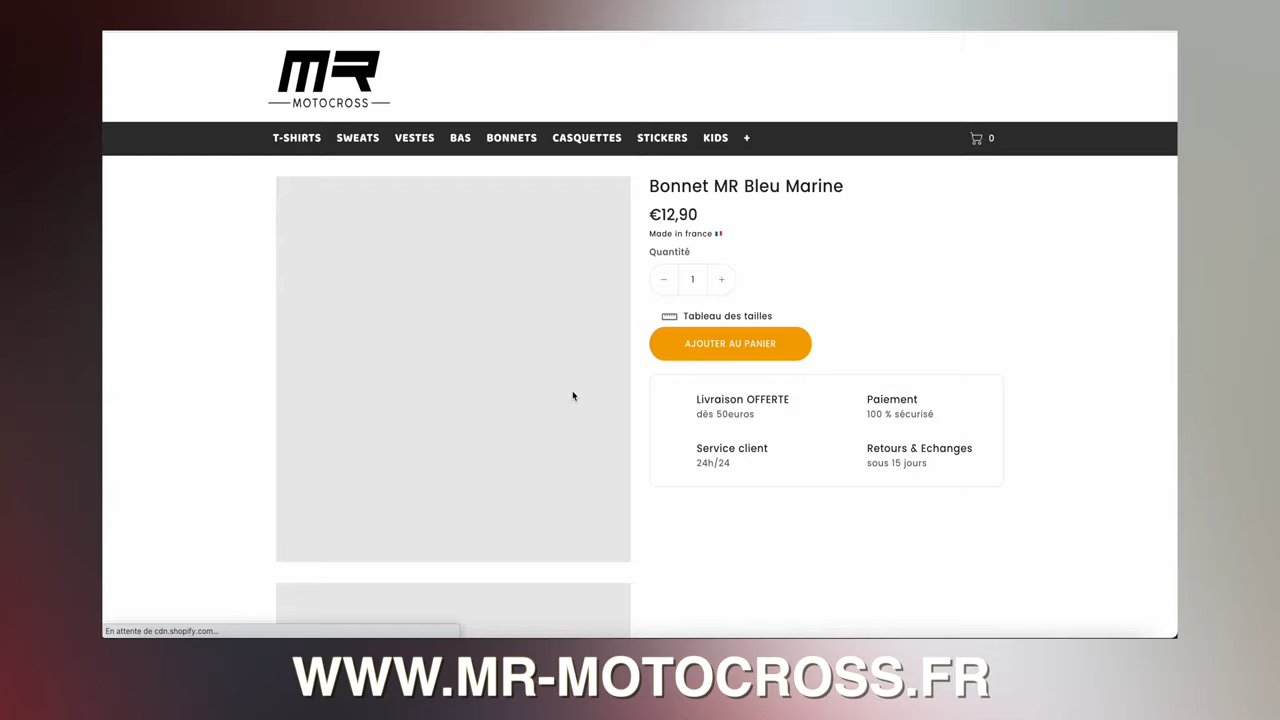 MR
MOTOCROSS
T-SHIRTS SWEATS VESTES BAS BONNETS CASQUETTES STICKERS KIDS + 0
Bonnet MR Bleu Marine
€12,90
Made in france 🇫🇷
Quantité
− 1 +
Tableau des tailles
AJOUTER AU PANIER
Livraison OFFERTE
dès 50euros
Paiement
100 % sécurisé
Service client
24h/24
Retours & Echanges
sous 15 jours
En attente de cdn.shopify.com...
WWW.MR-MOTOCROSS.FR